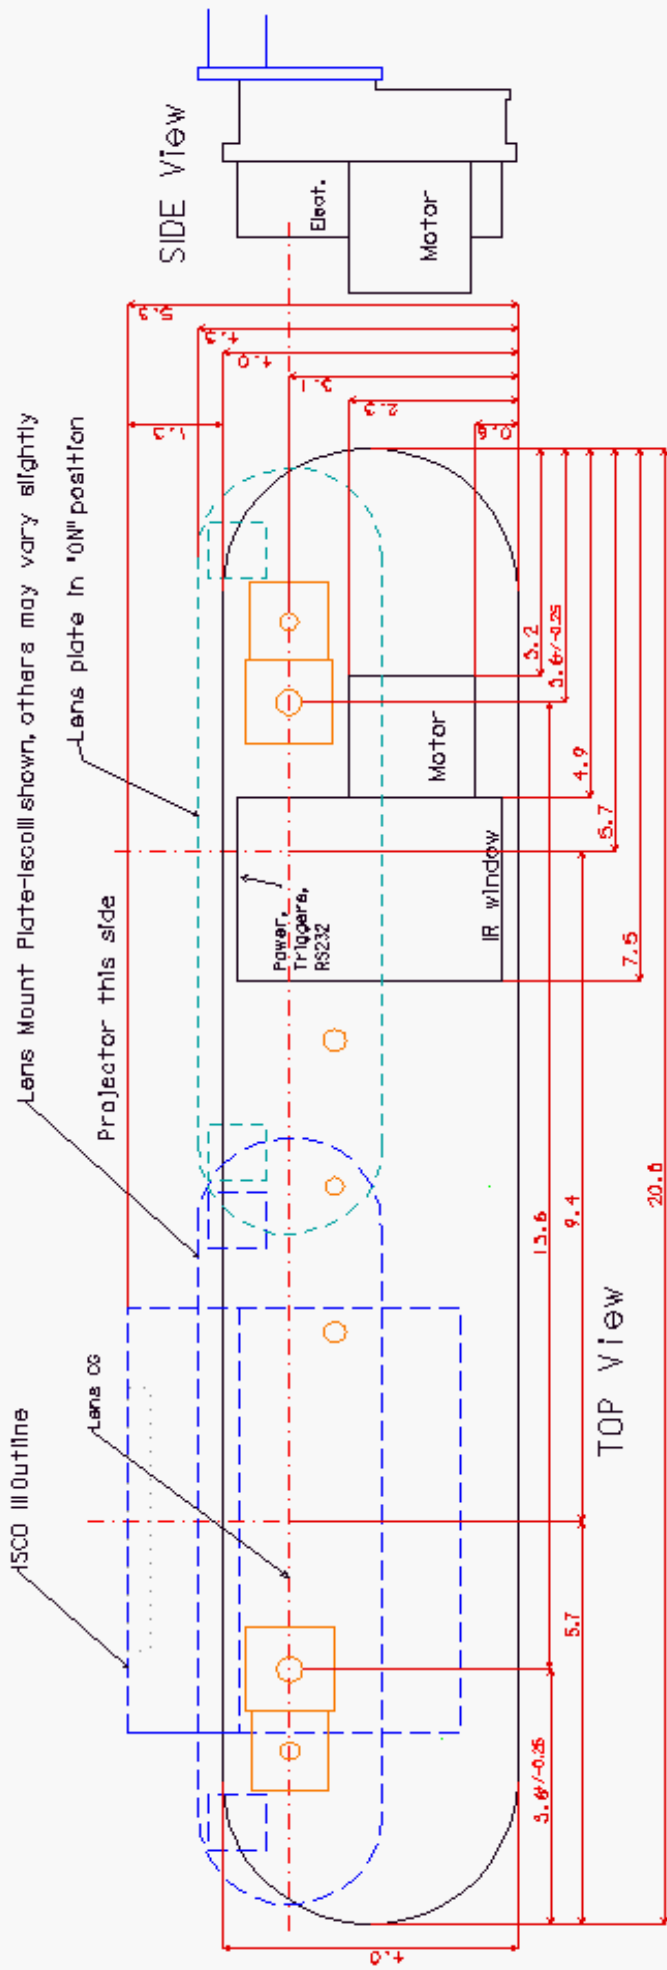 ISCO III Outline
Lens Mount Plate-IscoIII shown, others may vary slightly
Lens CG
Projector this side
Lens plate in "ON" position
SIDE View
Elect.
Motor
Power,
Triggers,
RS232
IR window
Motor
TOP View
5.3
4.3
4.0
3.1
2.3
0.6
1.3
3.2
3.6+/-0.25
4.9
5.7
7.5
13.6
9.4
20.8
5.7
3.6+/-0.25
4.0